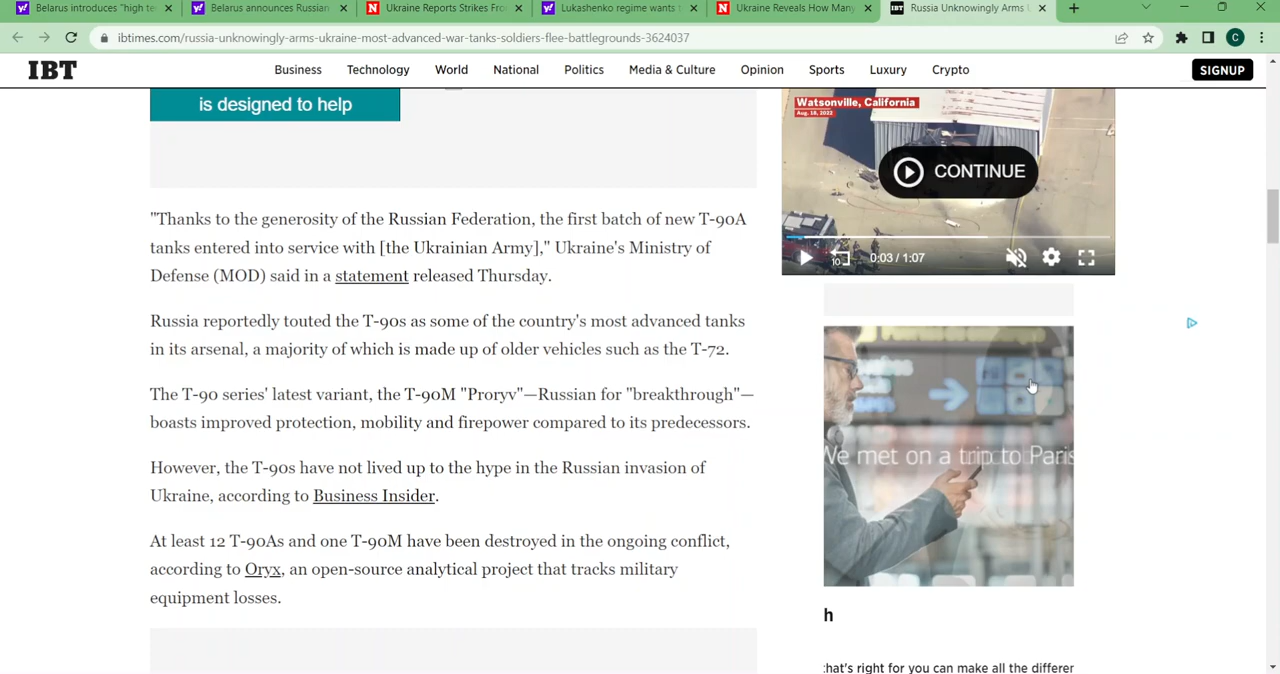 Belarus introduces "high te
Belarus announces Russian
Ukraine Reports Strikes Fro
Lukashenko regime wants t
Ukraine Reveals How Many
IBT
Russia Unknowingly Arms U
ibtimes.com/russia-unknowingly-arms-ukraine-most-advanced-war-tanks-soldiers-flee-battlegrounds-3624037
C
IBT
Business
Technology
World
National
Politics
Media & Culture
Opinion
Sports
Luxury
Crypto
SIGNUP
is designed to help
"Thanks to the generosity of the Russian Federation, the first batch of new T-90A
tanks entered into service with [the Ukrainian Army]," Ukraine's Ministry of
Defense (MOD) said in a statement released Thursday.
Russia reportedly touted the T-90s as some of the country's most advanced tanks
in its arsenal, a majority of which is made up of older vehicles such as the T-72.
The T-90 series' latest variant, the T-90M "Proryv"—Russian for "breakthrough"—
boasts improved protection, mobility and firepower compared to its predecessors.
However, the T-90s have not lived up to the hype in the Russian invasion of
Ukraine, according to Business Insider.
At least 12 T-90As and one T-90M have been destroyed in the ongoing conflict,
according to Oryx, an open-source analytical project that tracks military
equipment losses.
Watsonville, California
Aug. 18, 2022
CONTINUE
10
0:03 / 1:07
We met on a trip to Paris
h
that's right for you can make all the differer